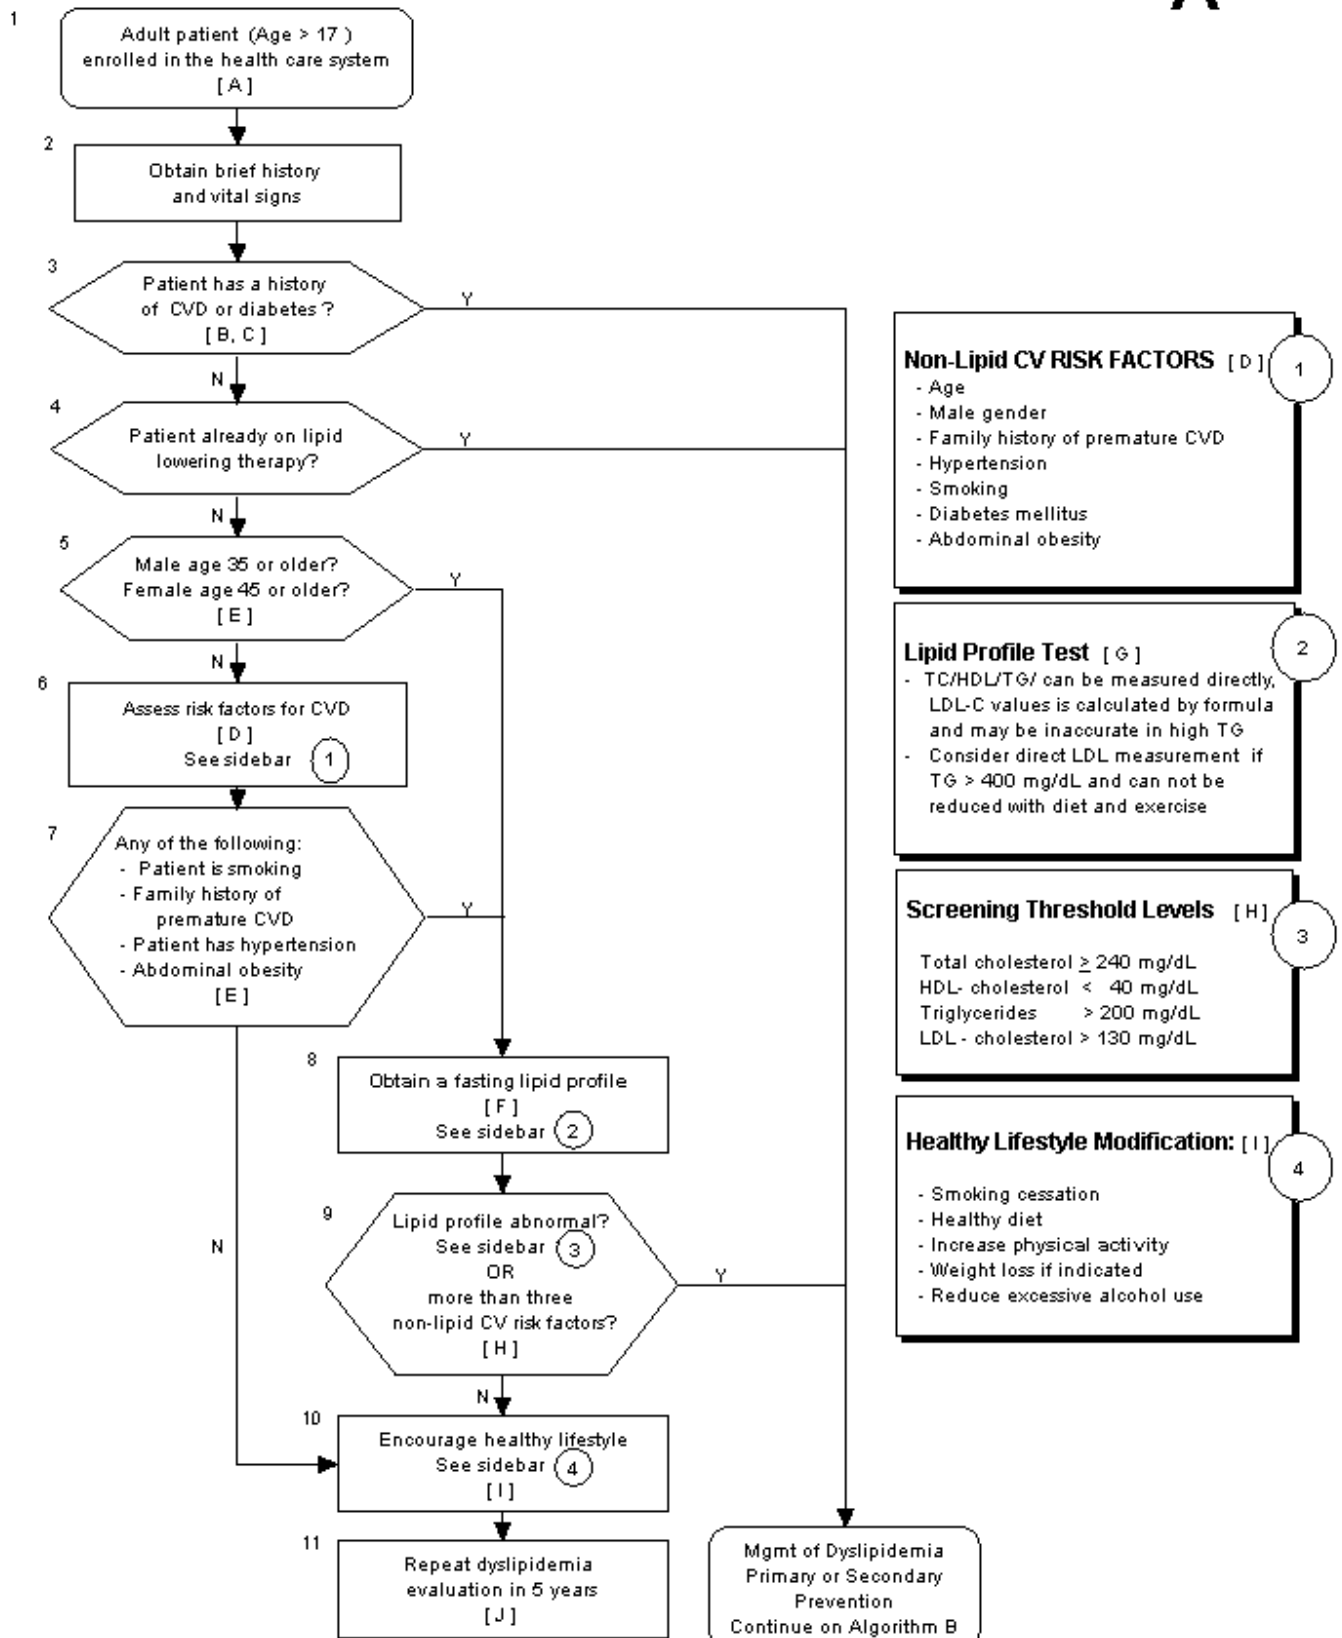 A
1
Adult patient (Age > 17 )
enrolled in the health care system
[ A ]
2
Obtain brief history
and vital signs
3
Patient has a history
of CVD or diabetes ?
[ B, C ]
Y
N
4
Patient already on lipid
lowering therapy?
Y
N
5
Male age 35 or older?
Female age 45 or older?
[ E ]
Y
N
6
Assess risk factors for CVD
[ D ]
See sidebar 1
7
Any of the following:
- Patient is smoking
- Family history of
premature CVD
- Patient has hypertension
- Abdominal obesity
[ E ]
Y
N
8
Obtain a fasting lipid profile
[ F ]
See sidebar 2
9
Lipid profile abnormal?
See sidebar 3
OR
more than three
non-lipid CV risk factors?
[ H ]
Y
N
10
Encourage healthy lifestyle
See sidebar 4
[ I ]
11
Repeat dyslipidemia
evaluation in 5 years
[ J ]
Mgmt of Dyslipidemia
Primary or Secondary
Prevention
Continue on Algorithm B
Non-Lipid CV RISK FACTORS [ D ]
1
- Age
- Male gender
- Family history of premature CVD
- Hypertension
- Smoking
- Diabetes mellitus
- Abdominal obesity
Lipid Profile Test [ G ]
2
- TC/HDL/TG/ can be measured directly,
LDL-C values is calculated by formula
and may be inaccurate in high TG
- Consider direct LDL measurement if
TG > 400 mg/dL and can not be
reduced with diet and exercise
Screening Threshold Levels [ H ]
3
Total cholesterol ≥ 240 mg/dL
HDL- cholesterol < 40 mg/dL
Triglycerides > 200 mg/dL
LDL - cholesterol > 130 mg/dL
Healthy Lifestyle Modification: [ I ]
4
- Smoking cessation
- Healthy diet
- Increase physical activity
- Weight loss if indicated
- Reduce excessive alcohol use